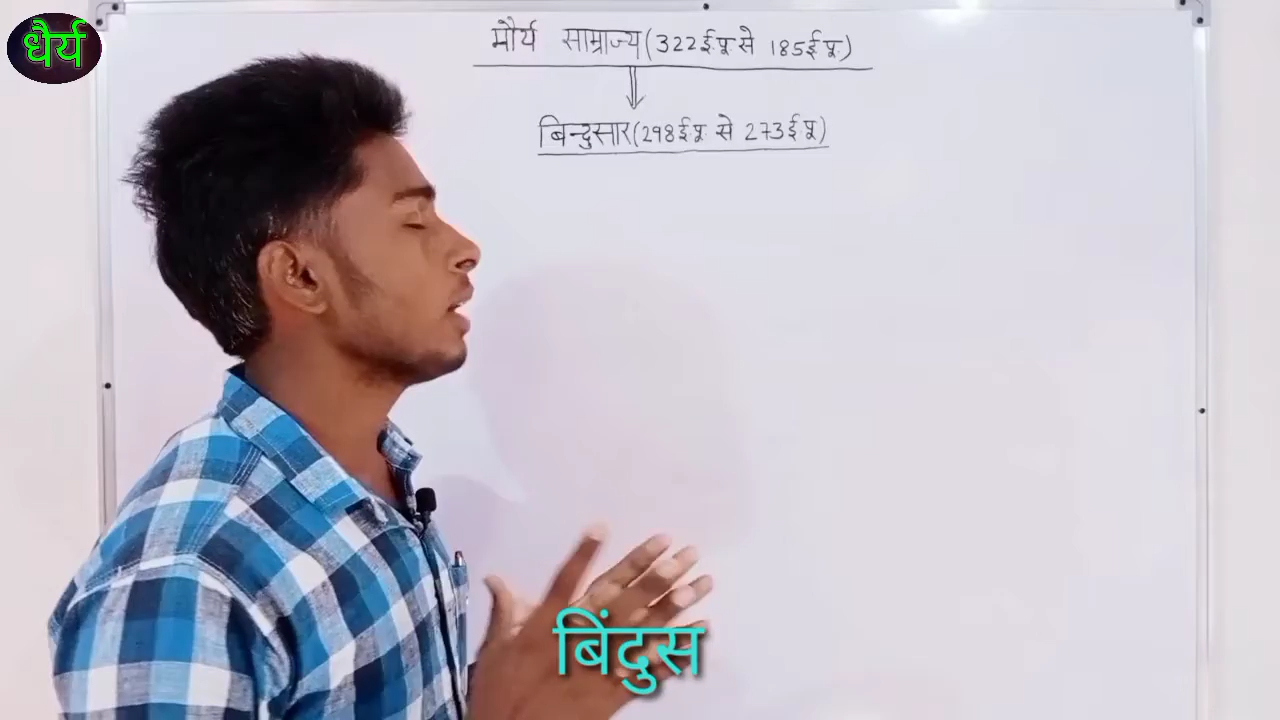 धैर्य
मौर्य साम्राज्य(322ई.पू.से 185ई.पू.)
बिन्दुसार(298ई.पू. से 273ई.पू.)
बिंदुस